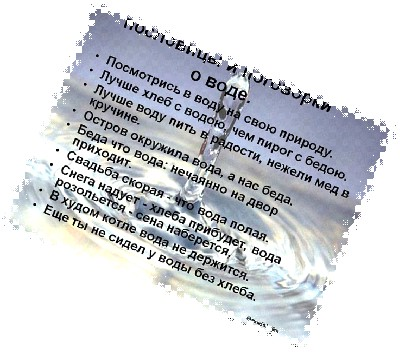 Пословицы и поговорки
о воде
• Посмотрись в воду на свою природу.
• Лучше хлеб с водою, чем пирог с бедою.
• Лучше воду пить в радости, нежели мед в
кручине.
• Остров окружила вода, а нас беда.
• Беда что вода: нечаянно на двор
приходит.
• Свадьба скорая - что вода полая.
• Снега надует - хлеба прибудет, вода
разольется - сена наберется.
• В худом котле вода не держится.
• Еще ты не сидел у воды без хлеба.